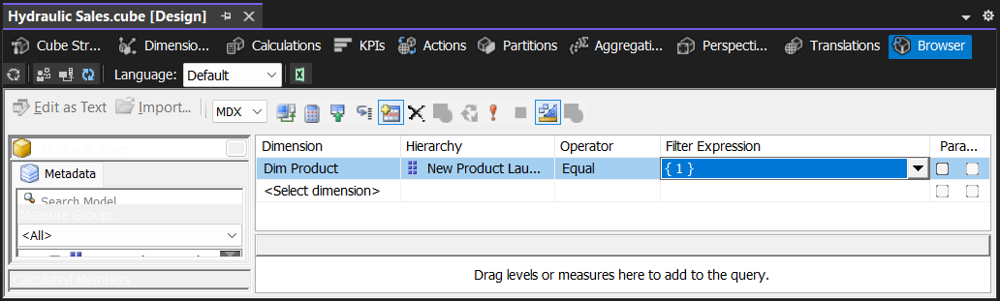 Hydraulic Sales.cube [Design]
Cube Str... Dimensio... Calculations KPIs Actions Partitions Aggregati... Perspecti... Translations Browser
Language: Default
Edit as Text Import... MDX
Dimension Hierarchy Operator Filter Expression Para...
Dim Product New Product Lau... Equal { 1 }
<Select dimension>
Metadata
Search Model
Measure Group:
<All>
Calculated Members
Drag levels or measures here to add to the query.